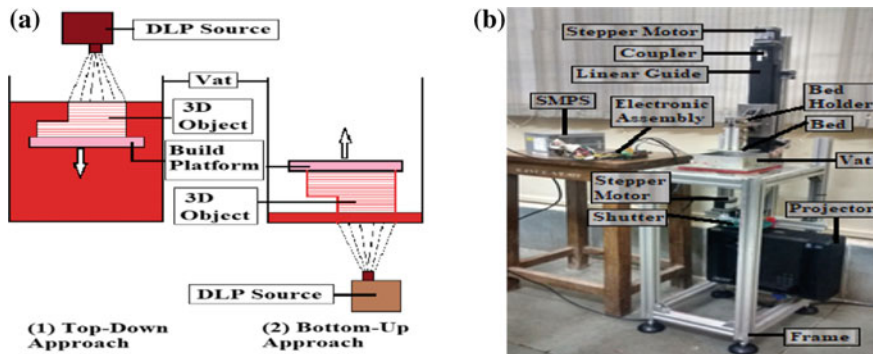 (a)
DLP Source
Vat
3D
Object
Build
Platform
3D
Object
DLP Source
(1) Top-Down
Approach
(2) Bottom-Up
Approach
(b)
Stepper Motor
Coupler
Linear Guide
SMPS
Electronic
Assembly
Bed
Holder
Bed
Vat
Stepper
Motor
Shutter
Projector
Frame